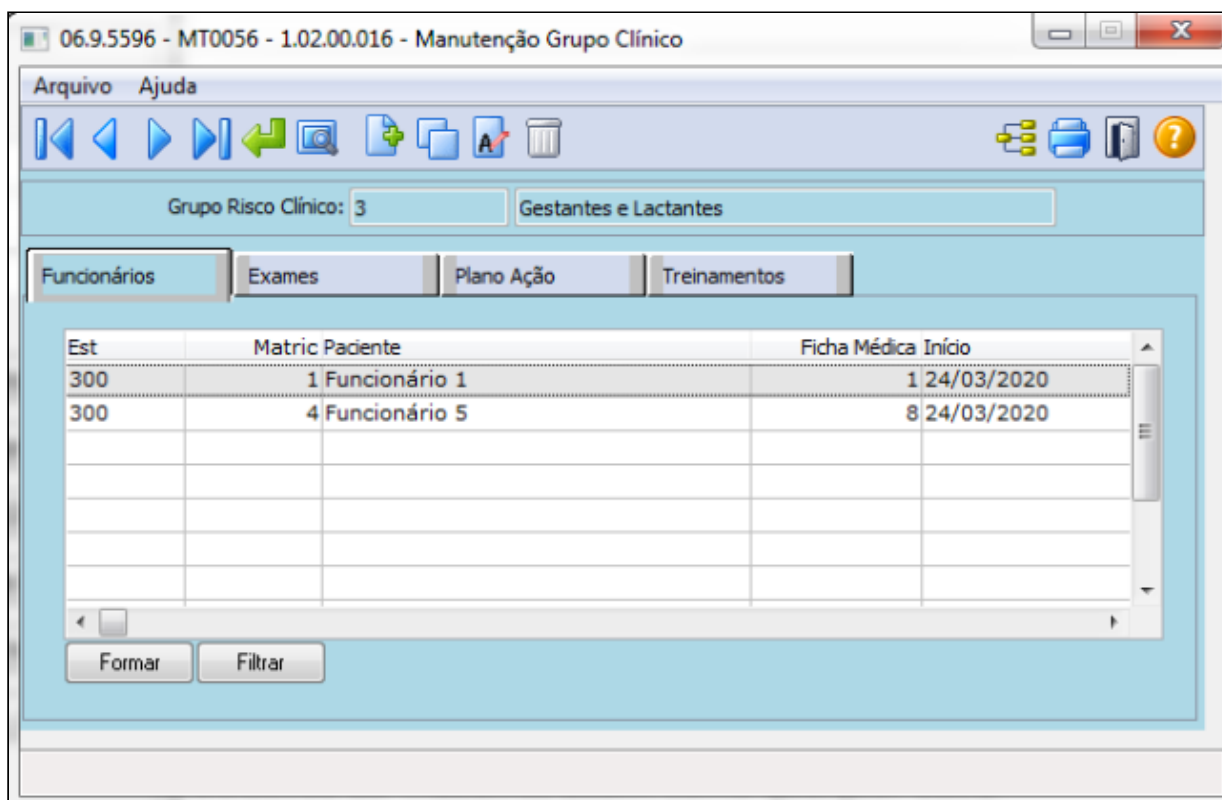 06.9.5596 - MT0056 - 1.02.00.016 - Manutenção Grupo Clínico
Arquivo Ajuda
Grupo Risco Clínico: 3 Gestantes e Lactantes
Funcionários Exames Plano Ação Treinamentos
Est Matric Paciente Ficha Médica Início
300 1 Funcionário 1 1 24/03/2020
300 4 Funcionário 5 8 24/03/2020
Formar Filtrar